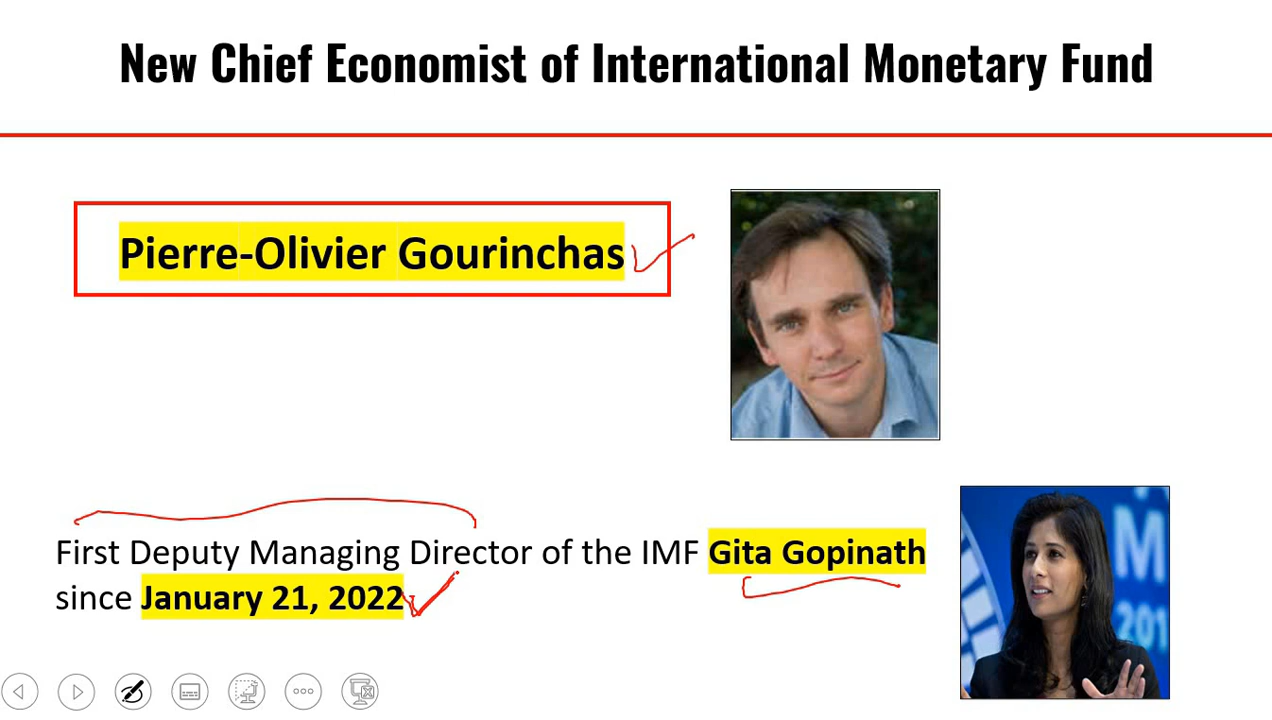 New Chief Economist of International Monetary Fund
Pierre-Olivier Gourinchas
First Deputy Managing Director of the IMF Gita Gopinath
since January 21, 2022
M
201